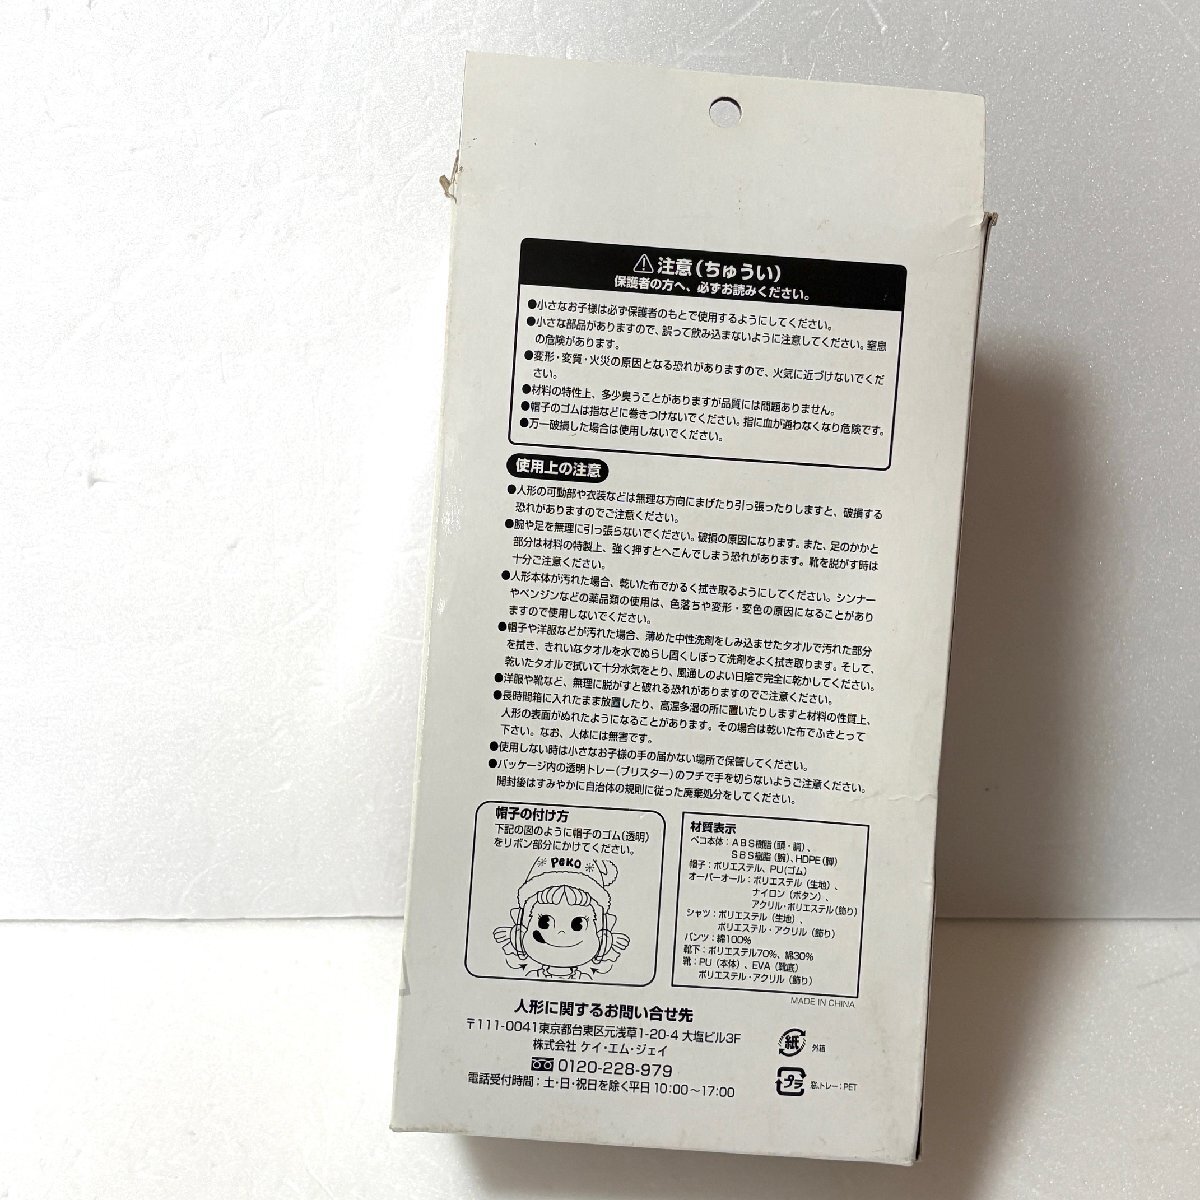 ⚠注意(ちゅうい)
保護者の方へ、必ずお読みください。
●小さなお子様は必ず保護者のもとで使用するようにしてください。
●小さな部品がありますので、誤って飲み込まないように注意してください。窒息
の危険があります。
●変形・変質・火災の原因となる恐れがありますので、火気に近づけないでくだ
さい。
●材料の特性上、多少臭うことがありますが品質には問題ありません。
●帽子のゴムは指などに巻きつけないでください。指に血が通わなくなり危険です。
●万一破損した場合は使用しないでください。
使用上の注意
●人形の可動部や衣装などは無理な方向にまげたり引っ張ったりしますと、破損する
恐れがありますのでご注意ください。
●腕や足を無理に引っ張らないでください。破損の原因になります。また、足のかかと
部分は材料の特製上、強く押すとへこんでしまう恐れがあります。靴を脱がす時は
十分ご注意ください。
●人形本体が汚れた場合、乾いた布でかるく拭き取るようにしてください。シンナー
やベンジンなどの薬品類の使用は、色落ちや変形・変色の原因になることがあり
ますので使用しないでください。
●帽子や洋服などが汚れた場合、薄めた中性洗剤をしみ込ませたタオルで汚れた部分
を拭き、きれいなタオルを水でぬらし固くしぼって洗剤をよく拭き取ります。そして、
乾いたタオルで拭いて十分水気をとり、風通しのよい日陰で完全に乾かしてください。
●洋服や靴など、無理に脱がすと破れる恐れがありますのでご注意ください。
●長時間箱に入れたまま放置したり、高温多湿の所に置いたりしますと材料の性質上、
人形の表面がぬれたようになることがあります。その場合は乾いた布でふきとって
下さい。なお、人体には無害です。
●使用しない時は小さなお子様の手の届かない場所で保管してください。
●パッケージ内の透明トレー(ブリスター)のフチで手を切らないようご注意ください。
開封後はすみやかに自治体の規則に従った廃棄処分をしてください。
帽子の付け方
下記の図のように帽子のゴム(透明)
をリボン部分にかけてください。
PeKO
材質表示
ペコ本体:ABS樹脂(頭・胴)、
SBS樹脂(腕)、HDPE(脚)
帽子:ポリエステル、PU(ゴム)
オーバーオール:ポリエステル(生地)、
ナイロン(ボタン)、
アクリル・ポリエステル(飾り)
シャツ:ポリエステル(生地)、
ポリエステル・アクリル(飾り)
パンツ:綿100%
靴下:ポリエステル70%、綿30%
靴:PU(本体)、EVA(靴底)
ポリエステル・アクリル(飾り)
MADE IN CHINA
人形に関するお問い合せ先
〒111-0041東京都台東区元浅草1-20-4 大塩ビル3F
株式会社 ケイ・エム・ジェイ
0120-228-979
電話受付時間:土・日・祝日を除く平日10:00〜17:00
紙 外箱
プラ 袋、トレー:PET